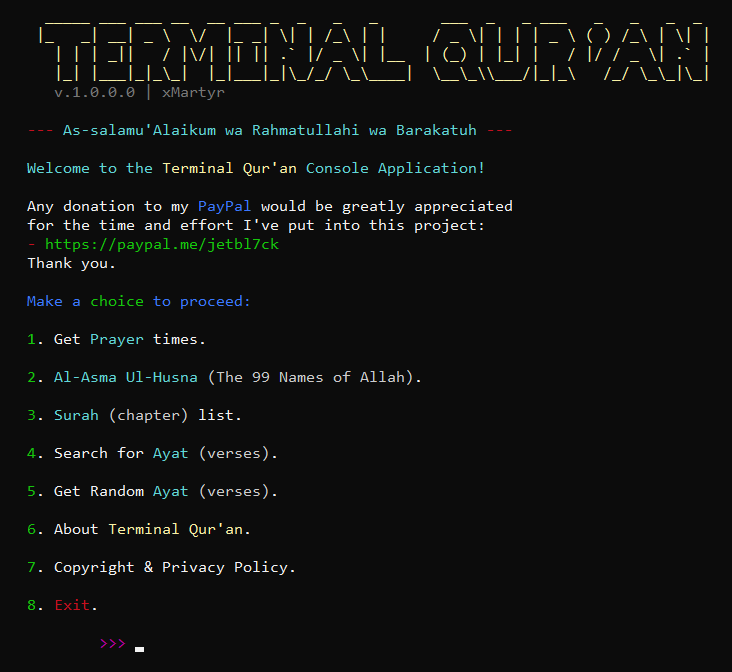 TERMINAL QUR'AN
v.1.0.0.0 | xMartyr
--- As-salamu'Alaikum wa Rahmatullahi wa Barakatuh ---
Welcome to the Terminal Qur'an Console Application!
Any donation to my PayPal would be greatly appreciated
for the time and effort I've put into this project:
- https://paypal.me/jetbl7ck
Thank you.
Make a choice to proceed:
1. Get Prayer times.
2. Al-Asma Ul-Husna (The 99 Names of Allah).
3. Surah (chapter) list.
4. Search for Ayat (verses).
5. Get Random Ayat (verses).
6. About Terminal Qur'an.
7. Copyright & Privacy Policy.
8. Exit.
>>>